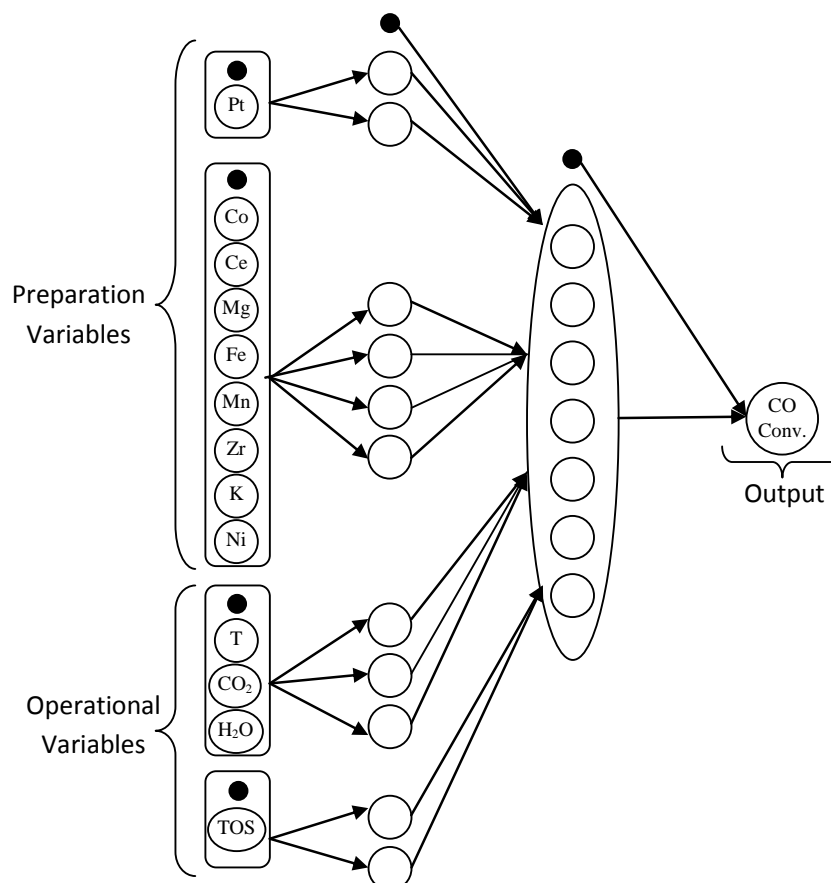 Pt
Co
Ce
Mg
Fe
Mn
Zr
K
Ni
Preparation
Variables
T
CO₂
H₂O
TOS
Operational
Variables
CO
Conv.
Output